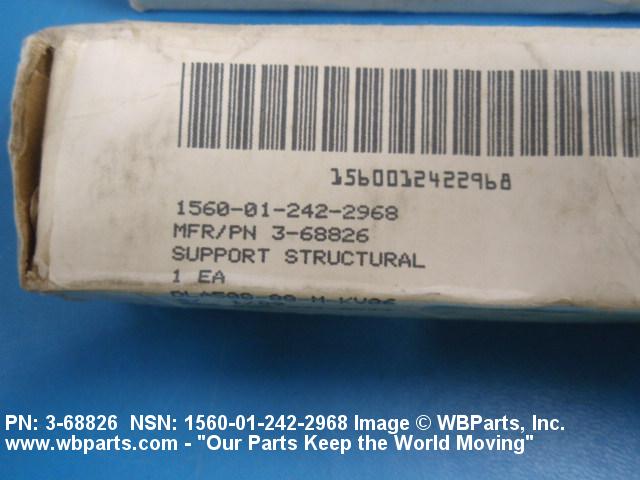 1560012422968
1560-01-242-2968
MFR/PN 3-68826
SUPPORT STRUCTURAL
1 EA
PN: 3-68826 NSN: 1560-01-242-2968 Image © WBParts, Inc.
www.wbparts.com - "Our Parts Keep the World Moving"